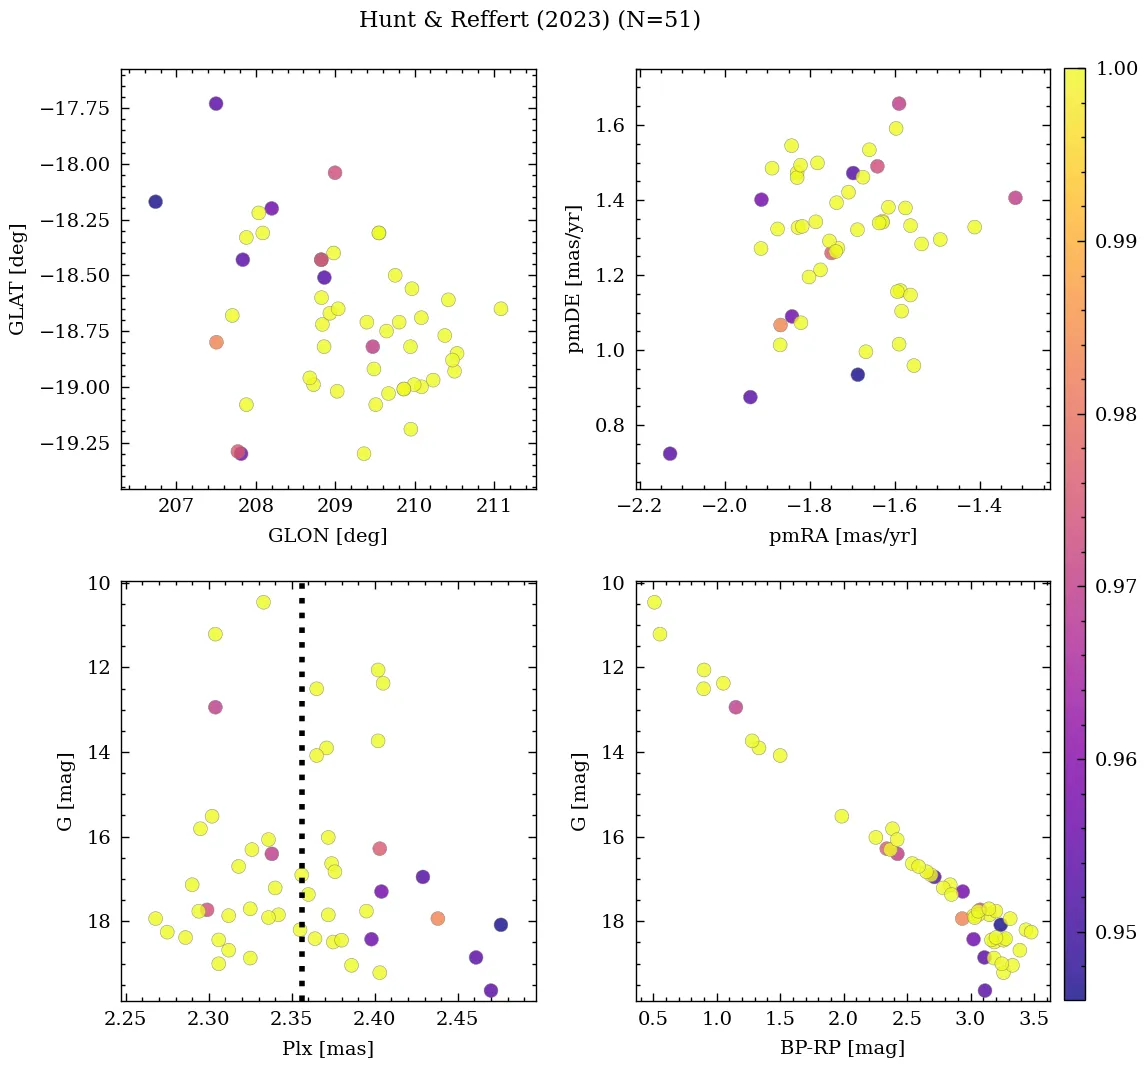 Hunt & Reffert (2023) (N=51)
−17.75
−18.00
−18.25
−18.50
−18.75
−19.00
−19.25
GLAT [deg]
207 208 209 210 211
GLON [deg]
1.6
1.4
1.2
1.0
0.8
pmDE [mas/yr]
−2.2 −2.0 −1.8 −1.6 −1.4
pmRA [mas/yr]
10
12
14
16
18
G [mag]
2.25 2.30 2.35 2.40 2.45
Plx [mas]
10
12
14
16
18
G [mag]
0.5 1.0 1.5 2.0 2.5 3.0 3.5
BP-RP [mag]
1.00
0.99
0.98
0.97
0.96
0.95